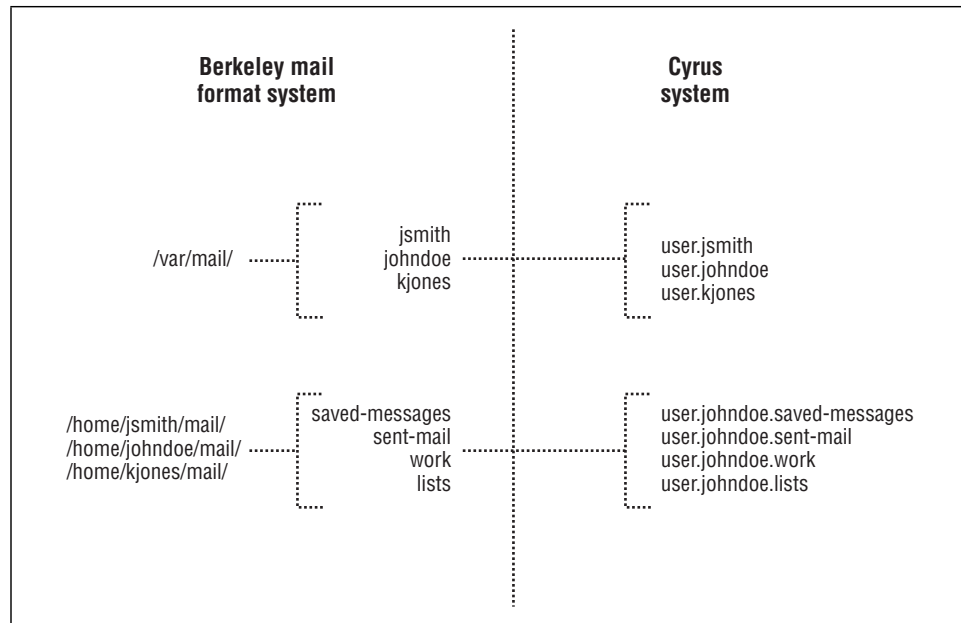 Berkeley mail
format system
Cyrus
system
/var/mail/
jsmith
johndoe
kjones
user.jsmith
user.johndoe
user.kjones
/home/jsmith/mail/
/home/johndoe/mail/
/home/kjones/mail/
saved-messages
sent-mail
work
lists
user.johndoe.saved-messages
user.johndoe.sent-mail
user.johndoe.work
user.johndoe.lists